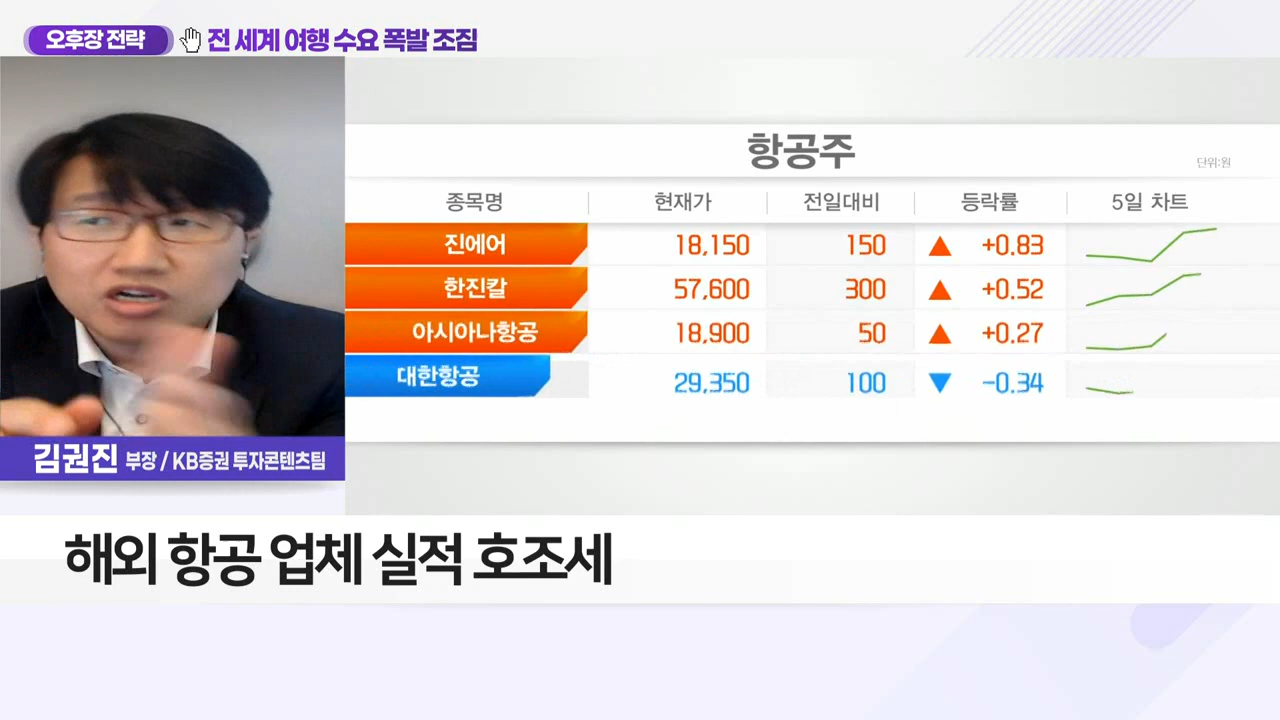 오후장 전략 전 세계 여행 수요 폭발 조짐
항공주
단위:원
종목명 현재가 전일대비 등락률 5일 차트
진에어 18,150 150 ▲ +0.83
한진칼 57,600 300 ▲ +0.52
아시아나항공 18,900 50 ▲ +0.27
대한항공 29,350 100 ▼ -0.34
김권진 부장 / KB증권 투자콘텐츠팀
해외 항공 업체 실적 호조세